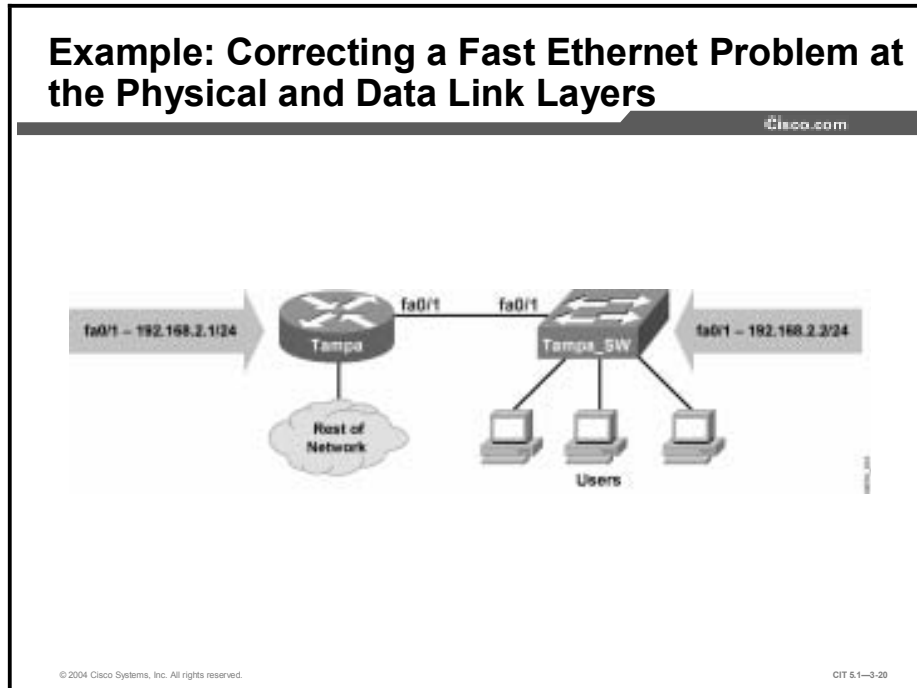 Example: Correcting a Fast Ethernet Problem at
the Physical and Data Link Layers
Cisco.com
fa0/1 – 192.168.2.1/24
Tampa
fa0/1
fa0/1
Tampa_SW
fa0/1 – 192.168.2.2/24
Rest of
Network
Users
© 2004 Cisco Systems, Inc. All rights reserved.
CIT 5.1—3-20